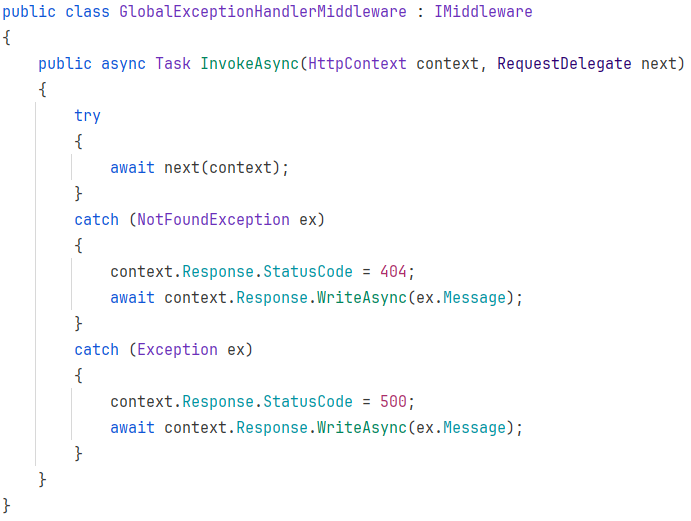 public class GlobalExceptionHandlerMiddleware : IMiddleware
{
    public async Task InvokeAsync(HttpContext context, RequestDelegate next)
    {
        try
        {
            await next(context);
        }
        catch (NotFoundException ex)
        {
            context.Response.StatusCode = 404;
            await context.Response.WriteAsync(ex.Message);
        }
        catch (Exception ex)
        {
            context.Response.StatusCode = 500;
            await context.Response.WriteAsync(ex.Message);
        }
    }
}